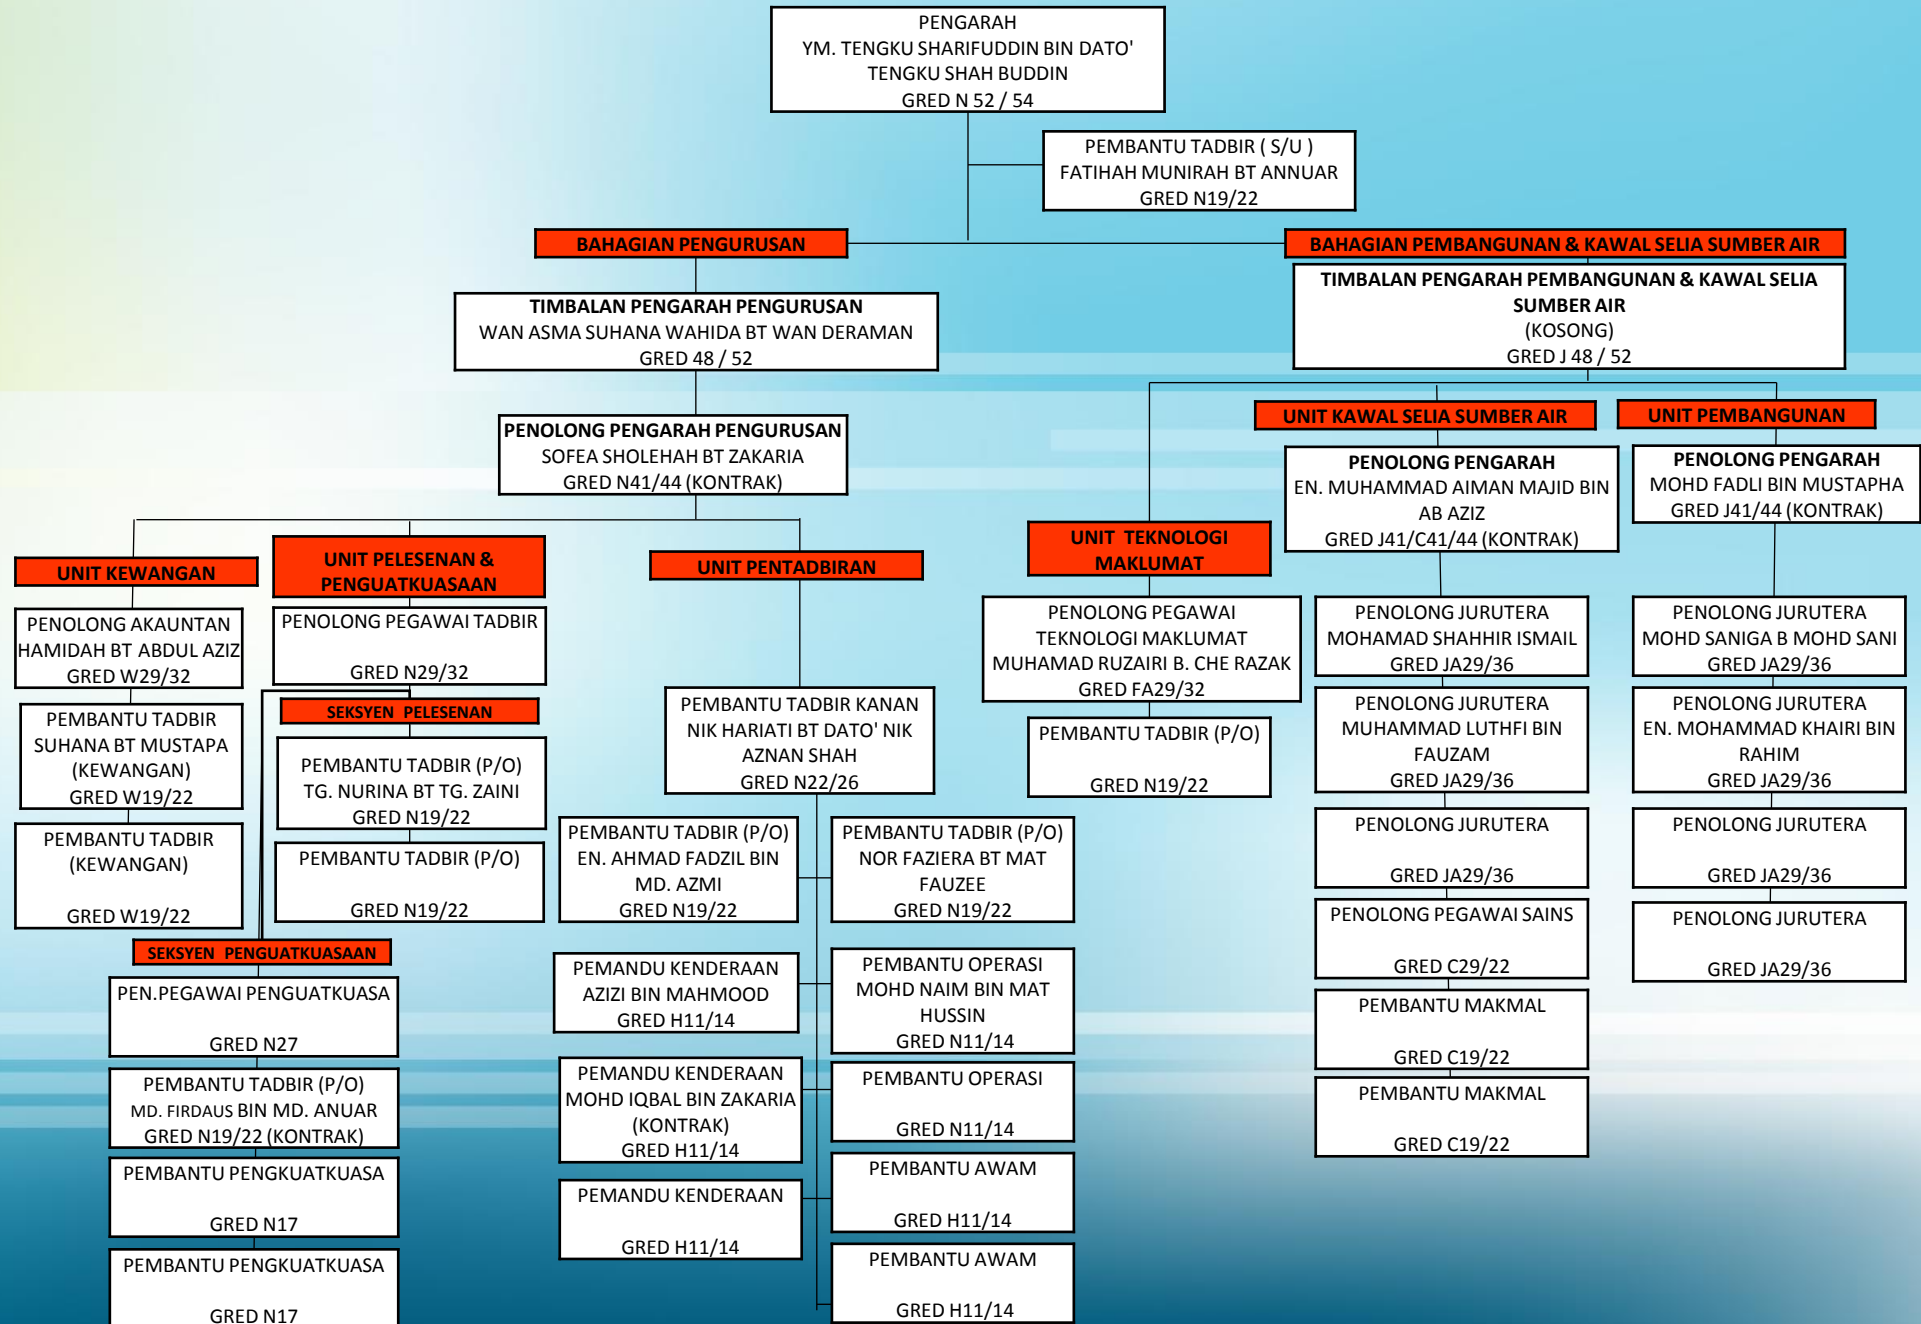 PENGARAH
YM. TENGKU SHARIFUDDIN BIN DATO'
TENGKU SHAH BUDDIN
GRED N 52 / 54
PEMBANTU TADBIR ( S/U )
FATIHAH MUNIRAH BT ANNUAR
GRED N19/22
BAHAGIAN PENGURUSAN
TIMBALAN PENGARAH PENGURUSAN
WAN ASMA SUHANA WAHIDA BT WAN DERAMAN
GRED 48 / 52
PENOLONG PENGARAH PENGURUSAN
SOFEA SHOLEHAH BT ZAKARIA
GRED N41/44 (KONTRAK)
UNIT KEWANGAN
PENOLONG AKAUNTAN
HAMIDAH BT ABDUL AZIZ
GRED W29/32
PEMBANTU TADBIR
SUHANA BT MUSTAPA
(KEWANGAN)
GRED W19/22
PEMBANTU TADBIR
(KEWANGAN)
GRED W19/22
UNIT PELESENAN &
PENGUATKUASAAN
PENOLONG PEGAWAI TADBIR
GRED N29/32
SEKSYEN PELESENAN
PEMBANTU TADBIR (P/O)
TG. NURINA BT TG. ZAINI
GRED N19/22
PEMBANTU TADBIR (P/O)
GRED N19/22
SEKSYEN PENGUATKUASAAN
PEN.PEGAWAI PENGUATKUASA
GRED N27
PEMBANTU TADBIR (P/O)
MD. FIRDAUS BIN MD. ANUAR
GRED N19/22 (KONTRAK)
PEMBANTU PENGKUATKUASA
GRED N17
PEMBANTU PENGKUATKUASA
GRED N17
UNIT PENTADBIRAN
PEMBANTU TADBIR KANAN
NIK HARIATI BT DATO' NIK
AZNAN SHAH
GRED N22/26
PEMBANTU TADBIR (P/O)
EN. AHMAD FADZIL BIN
MD. AZMI
GRED N19/22
PEMBANTU TADBIR (P/O)
NOR FAZIERA BT MAT
FAUZEE
GRED N19/22
PEMANDU KENDERAAN
AZIZI BIN MAHMOOD
GRED H11/14
PEMBANTU OPERASI
MOHD NAIM BIN MAT
HUSSIN
GRED N11/14
PEMANDU KENDERAAN
MOHD IQBAL BIN ZAKARIA
(KONTRAK)
GRED H11/14
PEMBANTU OPERASI
GRED N11/14
PEMANDU KENDERAAN
GRED H11/14
PEMBANTU AWAM
GRED H11/14
PEMBANTU AWAM
GRED H11/14
BAHAGIAN PEMBANGUNAN & KAWAL SELIA SUMBER AIR
TIMBALAN PENGARAH PEMBANGUNAN & KAWAL SELIA
SUMBER AIR
(KOSONG)
GRED J 48 / 52
UNIT TEKNOLOGI
MAKLUMAT
PENOLONG PEGAWAI
TEKNOLOGI MAKLUMAT
MUHAMAD RUZAIRI B. CHE RAZAK
GRED FA29/32
PEMBANTU TADBIR (P/O)
GRED N19/22
UNIT KAWAL SELIA SUMBER AIR
PENOLONG PENGARAH
EN. MUHAMMAD AIMAN MAJID BIN
AB AZIZ
GRED J41/C41/44 (KONTRAK)
PENOLONG JURUTERA
MOHAMAD SHAHHIR ISMAIL
GRED JA29/36
PENOLONG JURUTERA
MUHAMMAD LUTHFI BIN
FAUZAM
GRED JA29/36
PENOLONG JURUTERA
GRED JA29/36
PENOLONG PEGAWAI SAINS
GRED C29/22
PEMBANTU MAKMAL
GRED C19/22
PEMBANTU MAKMAL
GRED C19/22
UNIT PEMBANGUNAN
PENOLONG PENGARAH
MOHD FADLI BIN MUSTAPHA
GRED J41/44 (KONTRAK)
PENOLONG JURUTERA
MOHD SANIGA B MOHD SANI
GRED JA29/36
PENOLONG JURUTERA
EN. MOHAMMAD KHAIRI BIN
RAHIM
GRED JA29/36
PENOLONG JURUTERA
GRED JA29/36
PENOLONG JURUTERA
GRED JA29/36